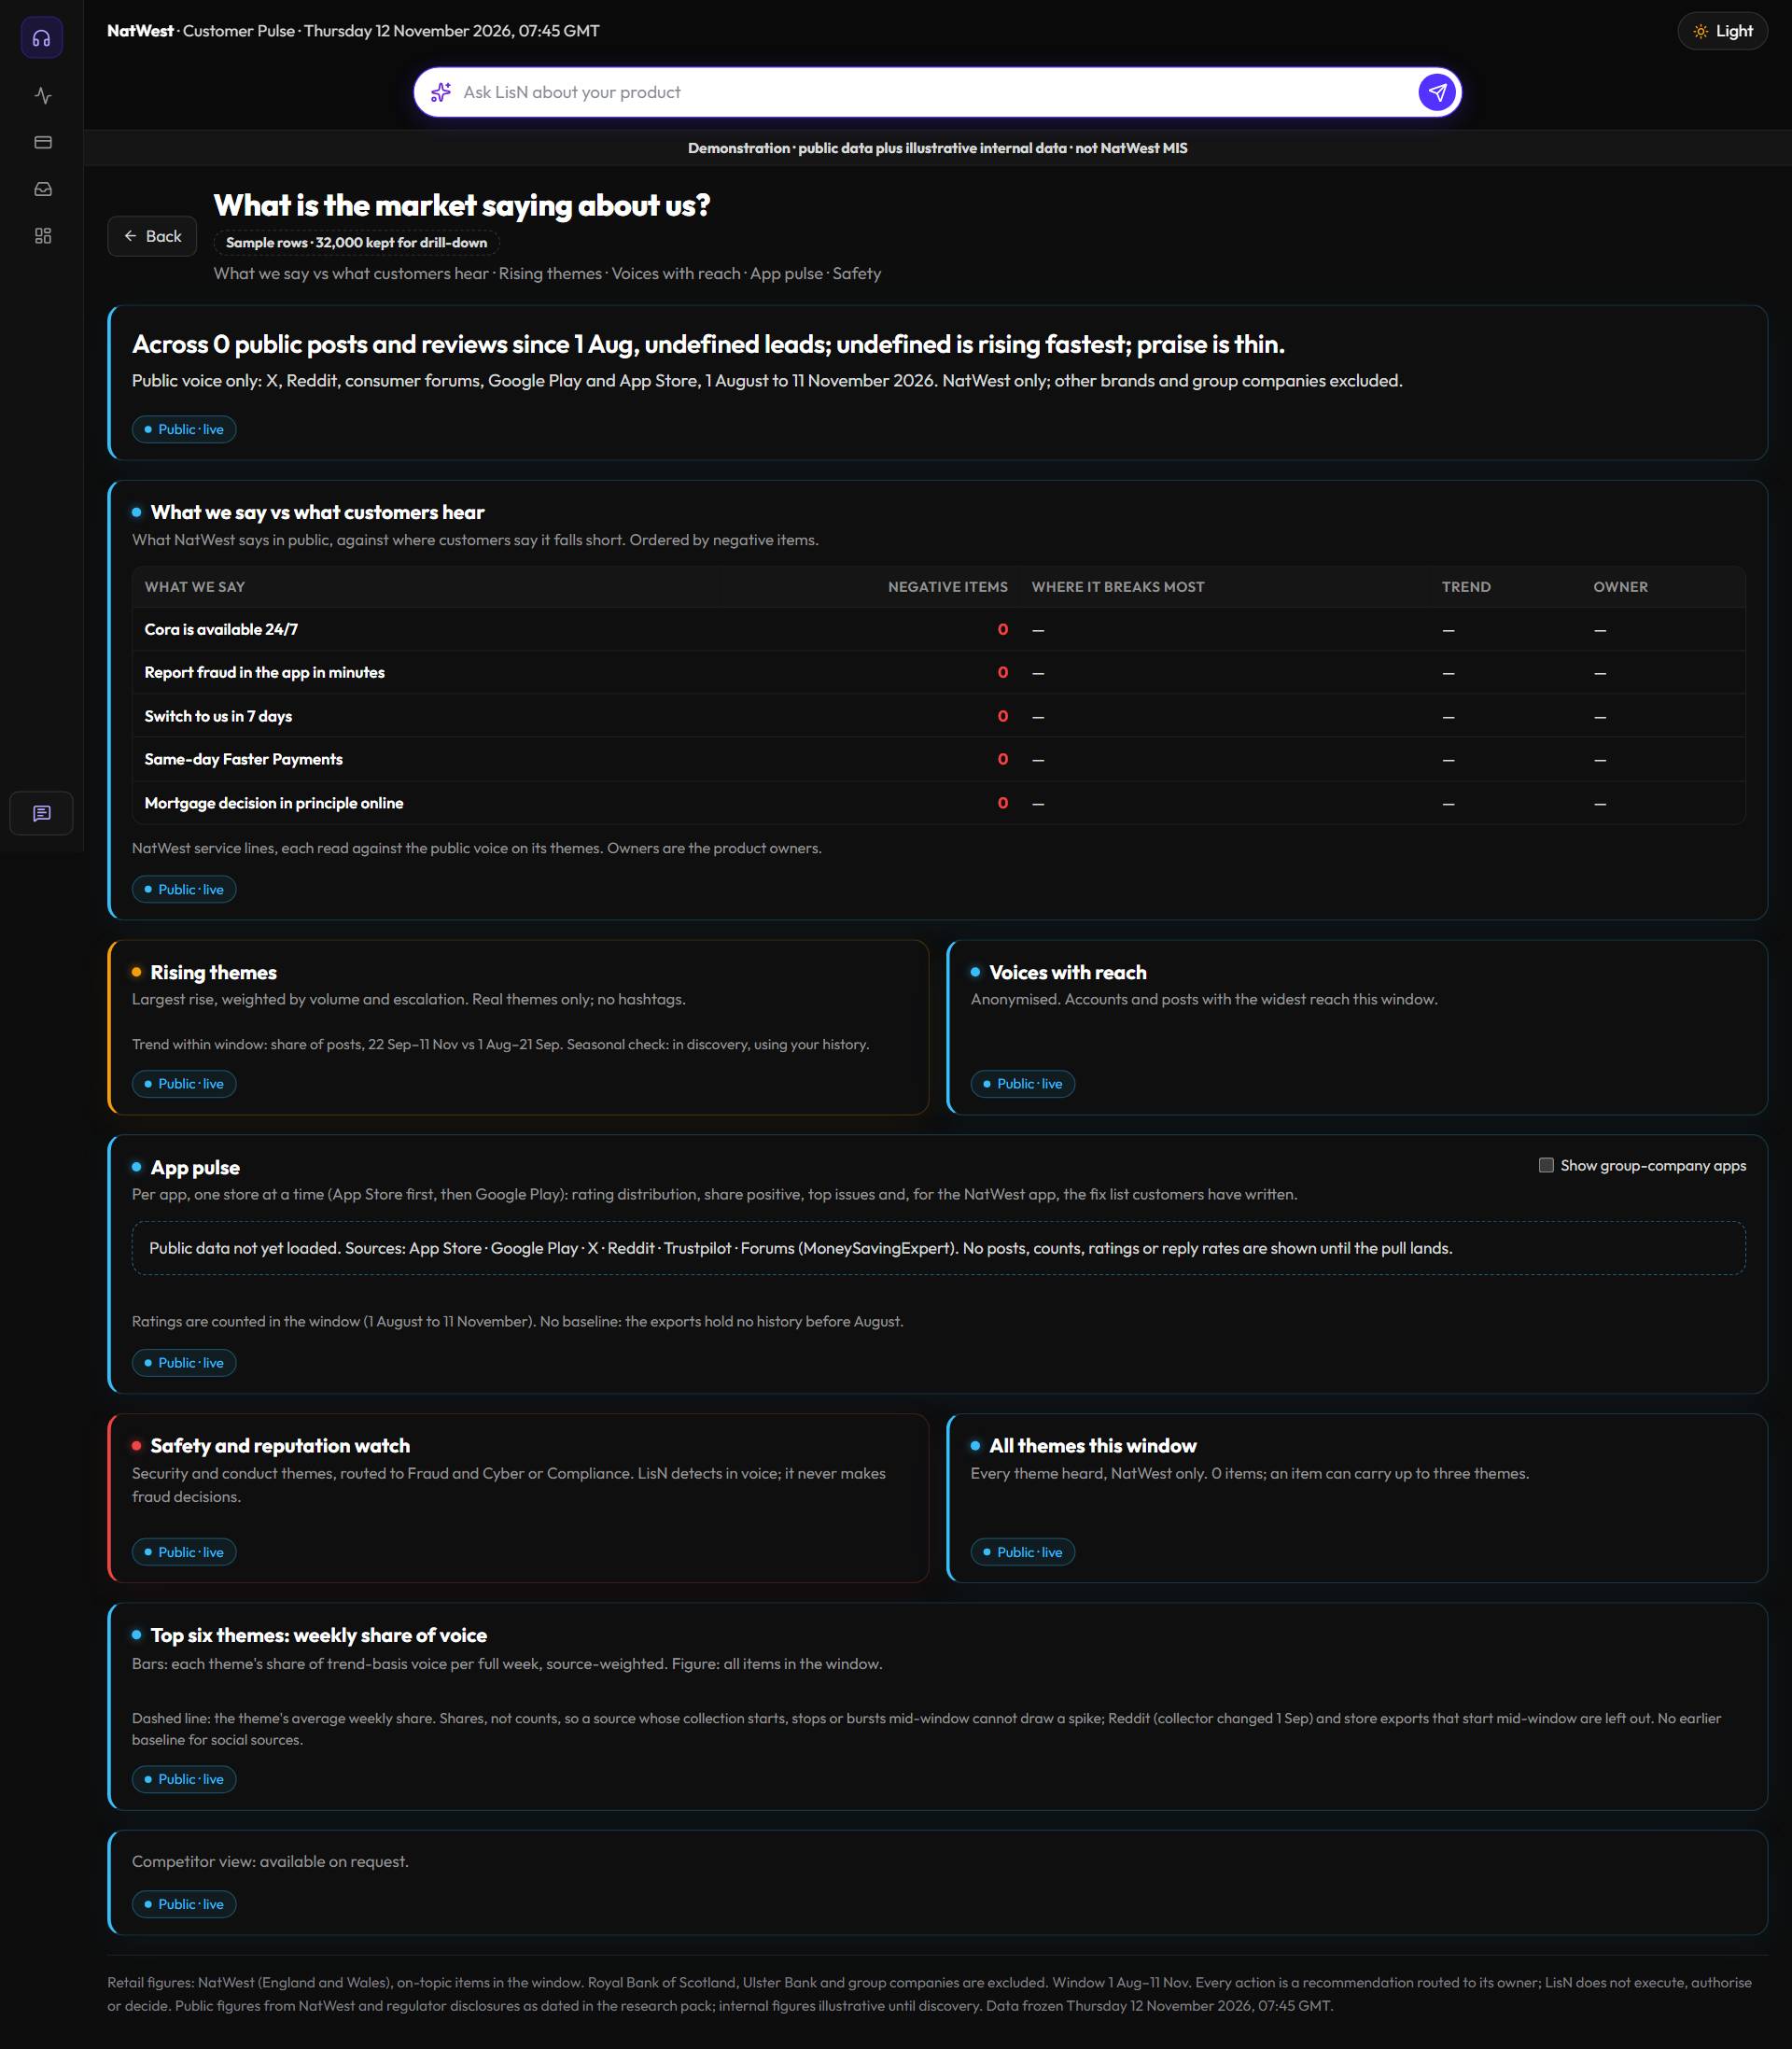 NatWest · Customer Pulse · Thursday 12 November 2026, 07:45 GMT
Light
Ask LisN about your product
Demonstration · public data plus illustrative internal data · not NatWest MIS
Back
What is the market saying about us?
Sample rows · 32,000 kept for drill-down
What we say vs what customers hear · Rising themes · Voices with reach · App pulse · Safety
Across 0 public posts and reviews since 1 Aug, undefined leads; undefined is rising fastest; praise is thin.
Public voice only: X, Reddit, consumer forums, Google Play and App Store, 1 August to 11 November 2026. NatWest only; other brands and group companies excluded.
Public · live
What we say vs what customers hear
What NatWest says in public, against where customers say it falls short. Ordered by negative items.
WHAT WE SAY NEGATIVE ITEMS WHERE IT BREAKS MOST TREND OWNER
Cora is available 24/7 0 — — —
Report fraud in the app in minutes 0 — — —
Switch to us in 7 days 0 — — —
Same-day Faster Payments 0 — — —
Mortgage decision in principle online 0 — — —
NatWest service lines, each read against the public voice on its themes. Owners are the product owners.
Public · live
Rising themes
Largest rise, weighted by volume and escalation. Real themes only; no hashtags.
Trend within window: share of posts, 22 Sep–11 Nov vs 1 Aug–21 Sep. Seasonal check: in discovery, using your history.
Public · live
Voices with reach
Anonymised. Accounts and posts with the widest reach this window.
Public · live
App pulse
Show group-company apps
Per app, one store at a time (App Store first, then Google Play): rating distribution, share positive, top issues and, for the NatWest app, the fix list customers have written.
Public data not yet loaded. Sources: App Store · Google Play · X · Reddit · Trustpilot · Forums (MoneySavingExpert). No posts, counts, ratings or reply rates are shown until the pull lands.
Ratings are counted in the window (1 August to 11 November). No baseline: the exports hold no history before August.
Public · live
Safety and reputation watch
Security and conduct themes, routed to Fraud and Cyber or Compliance. LisN detects in voice; it never makes
fraud decisions.
Public · live
All themes this window
Every theme heard, NatWest only. 0 items; an item can carry up to three themes.
Public · live
Top six themes: weekly share of voice
Bars: each theme's share of trend-basis voice per full week, source-weighted. Figure: all items in the window.
Dashed line: the theme's average weekly share. Shares, not counts, so a source whose collection starts, stops or bursts mid-window cannot draw a spike; Reddit (collector changed 1 Sep) and store exports that start mid-window are left out. No earlier
baseline for social sources.
Public · live
Competitor view: available on request.
Public · live
Retail figures: NatWest (England and Wales), on-topic items in the window. Royal Bank of Scotland, Ulster Bank and group companies are excluded. Window 1 Aug–11 Nov. Every action is a recommendation routed to its owner; LisN does not execute, authorise
or decide. Public figures from NatWest and regulator disclosures as dated in the research pack; internal figures illustrative until discovery. Data frozen Thursday 12 November 2026, 07:45 GMT.